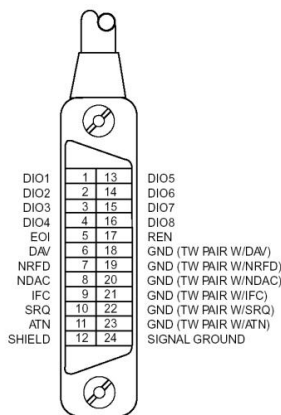 DIO1 1 13 DIO5
DIO2 2 14 DIO6
DIO3 3 15 DIO7
DIO4 4 16 DIO8
EOI 5 17 REN
DAV 6 18 GND (TW PAIR W/DAV)
NRFD 7 19 GND (TW PAIR W/NRFD)
NDAC 8 20 GND (TW PAIR W/NDAC)
IFC 9 21 GND (TW PAIR W/IFC)
SRQ 10 22 GND (TW PAIR W/SRQ)
ATN 11 23 GND (TW PAIR W/ATN)
SHIELD 12 24 SIGNAL GROUND